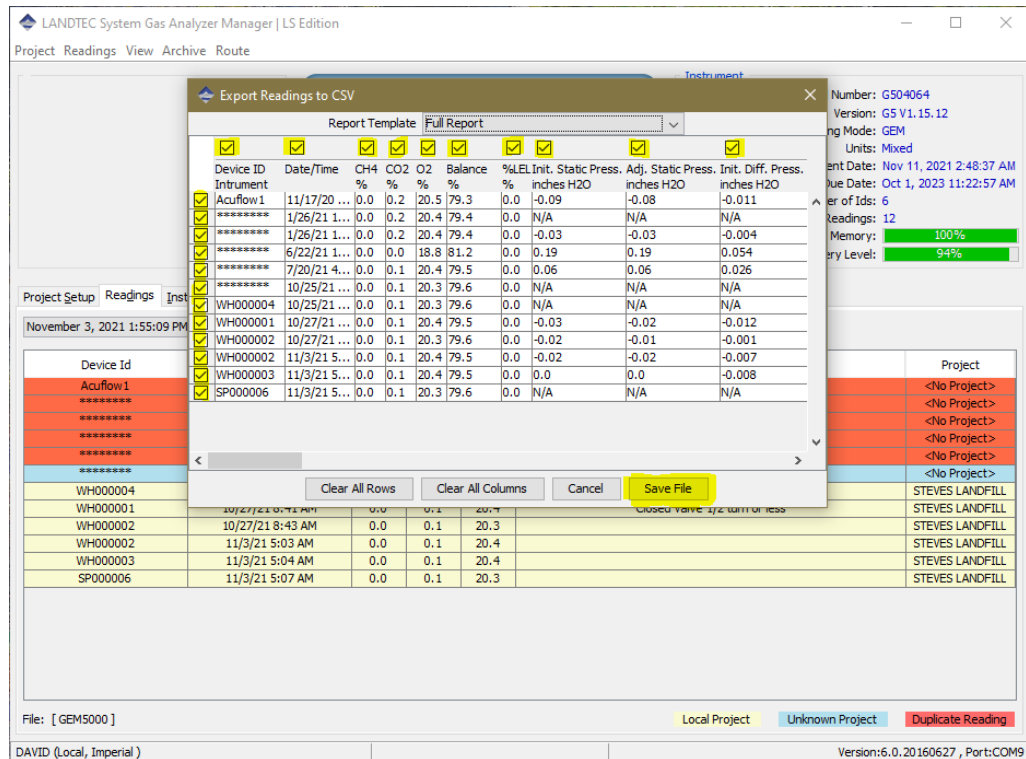 LANDTEC System Gas Analyzer Manager | LS Edition
Project Readings View Archive Route
Instrument
Export Readings to CSV
Number: G504064
Report Template Full Report
Version: G5 V1.15.12
ng Mode: GEM
Units: Mixed
ent Date: Nov 11, 2021 2:48:37 AM
Due Date: Oct 1, 2023 11:22:57 AM
er of Ids: 6
Readings: 12
Memory: 100%
ery Level: 94%
Device ID Date/Time CH4 CO2 O2 Balance %LEL Init. Static Press. Adj. Static Press. Init. Diff. Press.
Intrument % % % % % inches H2O inches H2O inches H2O
Acuflow1 11/17/20 ... 0.0 0.2 20.5 79.3 0.0 -0.09 -0.08 -0.011
******** 1/26/21 1... 0.0 0.2 20.4 79.4 0.0 N/A N/A N/A
******** 1/26/21 1... 0.0 0.2 20.4 79.4 0.0 -0.03 -0.03 -0.004
******** 6/22/21 1... 0.0 0.0 18.8 81.2 0.0 0.19 0.19 0.054
******** 7/20/21 4... 0.0 0.1 20.4 79.5 0.0 0.06 0.06 0.026
******** 10/25/21 ... 0.0 0.1 20.3 79.6 0.0 N/A N/A N/A
WH000004 10/25/21 ... 0.0 0.1 20.3 79.6 0.0 N/A N/A N/A
WH000001 10/27/21 ... 0.0 0.1 20.4 79.5 0.0 -0.03 -0.02 -0.012
WH000002 10/27/21 ... 0.0 0.1 20.3 79.6 0.0 -0.02 -0.01 -0.001
WH000002 11/3/21 5... 0.0 0.1 20.4 79.5 0.0 -0.02 -0.02 -0.007
WH000003 11/3/21 5... 0.0 0.1 20.4 79.5 0.0 0.0 0.0 -0.008
SP000006 11/3/21 5... 0.0 0.1 20.3 79.6 0.0 N/A N/A N/A
Clear All Rows Clear All Columns Cancel Save File
Project Setup Readings Inst
November 3, 2021 1:55:09 PM
Device Id Project
Acuflow1 <No Project>
******** <No Project>
******** <No Project>
******** <No Project>
******** <No Project>
******** <No Project>
WH000004 STEVES LANDFILL
WH000001 10/27/21 8:41 AM 0.0 0.1 20.4 Closed Valve 1/2 turn or less STEVES LANDFILL
WH000002 10/27/21 8:43 AM 0.0 0.1 20.3 STEVES LANDFILL
WH000002 11/3/21 5:03 AM 0.0 0.1 20.4 STEVES LANDFILL
WH000003 11/3/21 5:04 AM 0.0 0.1 20.4 STEVES LANDFILL
SP000006 11/3/21 5:07 AM 0.0 0.1 20.3 STEVES LANDFILL
File: [ GEM5000 ] Local Project Unknown Project Duplicate Reading
DAVID (Local, Imperial ) Version:6.0.20160627 , Port:COM9